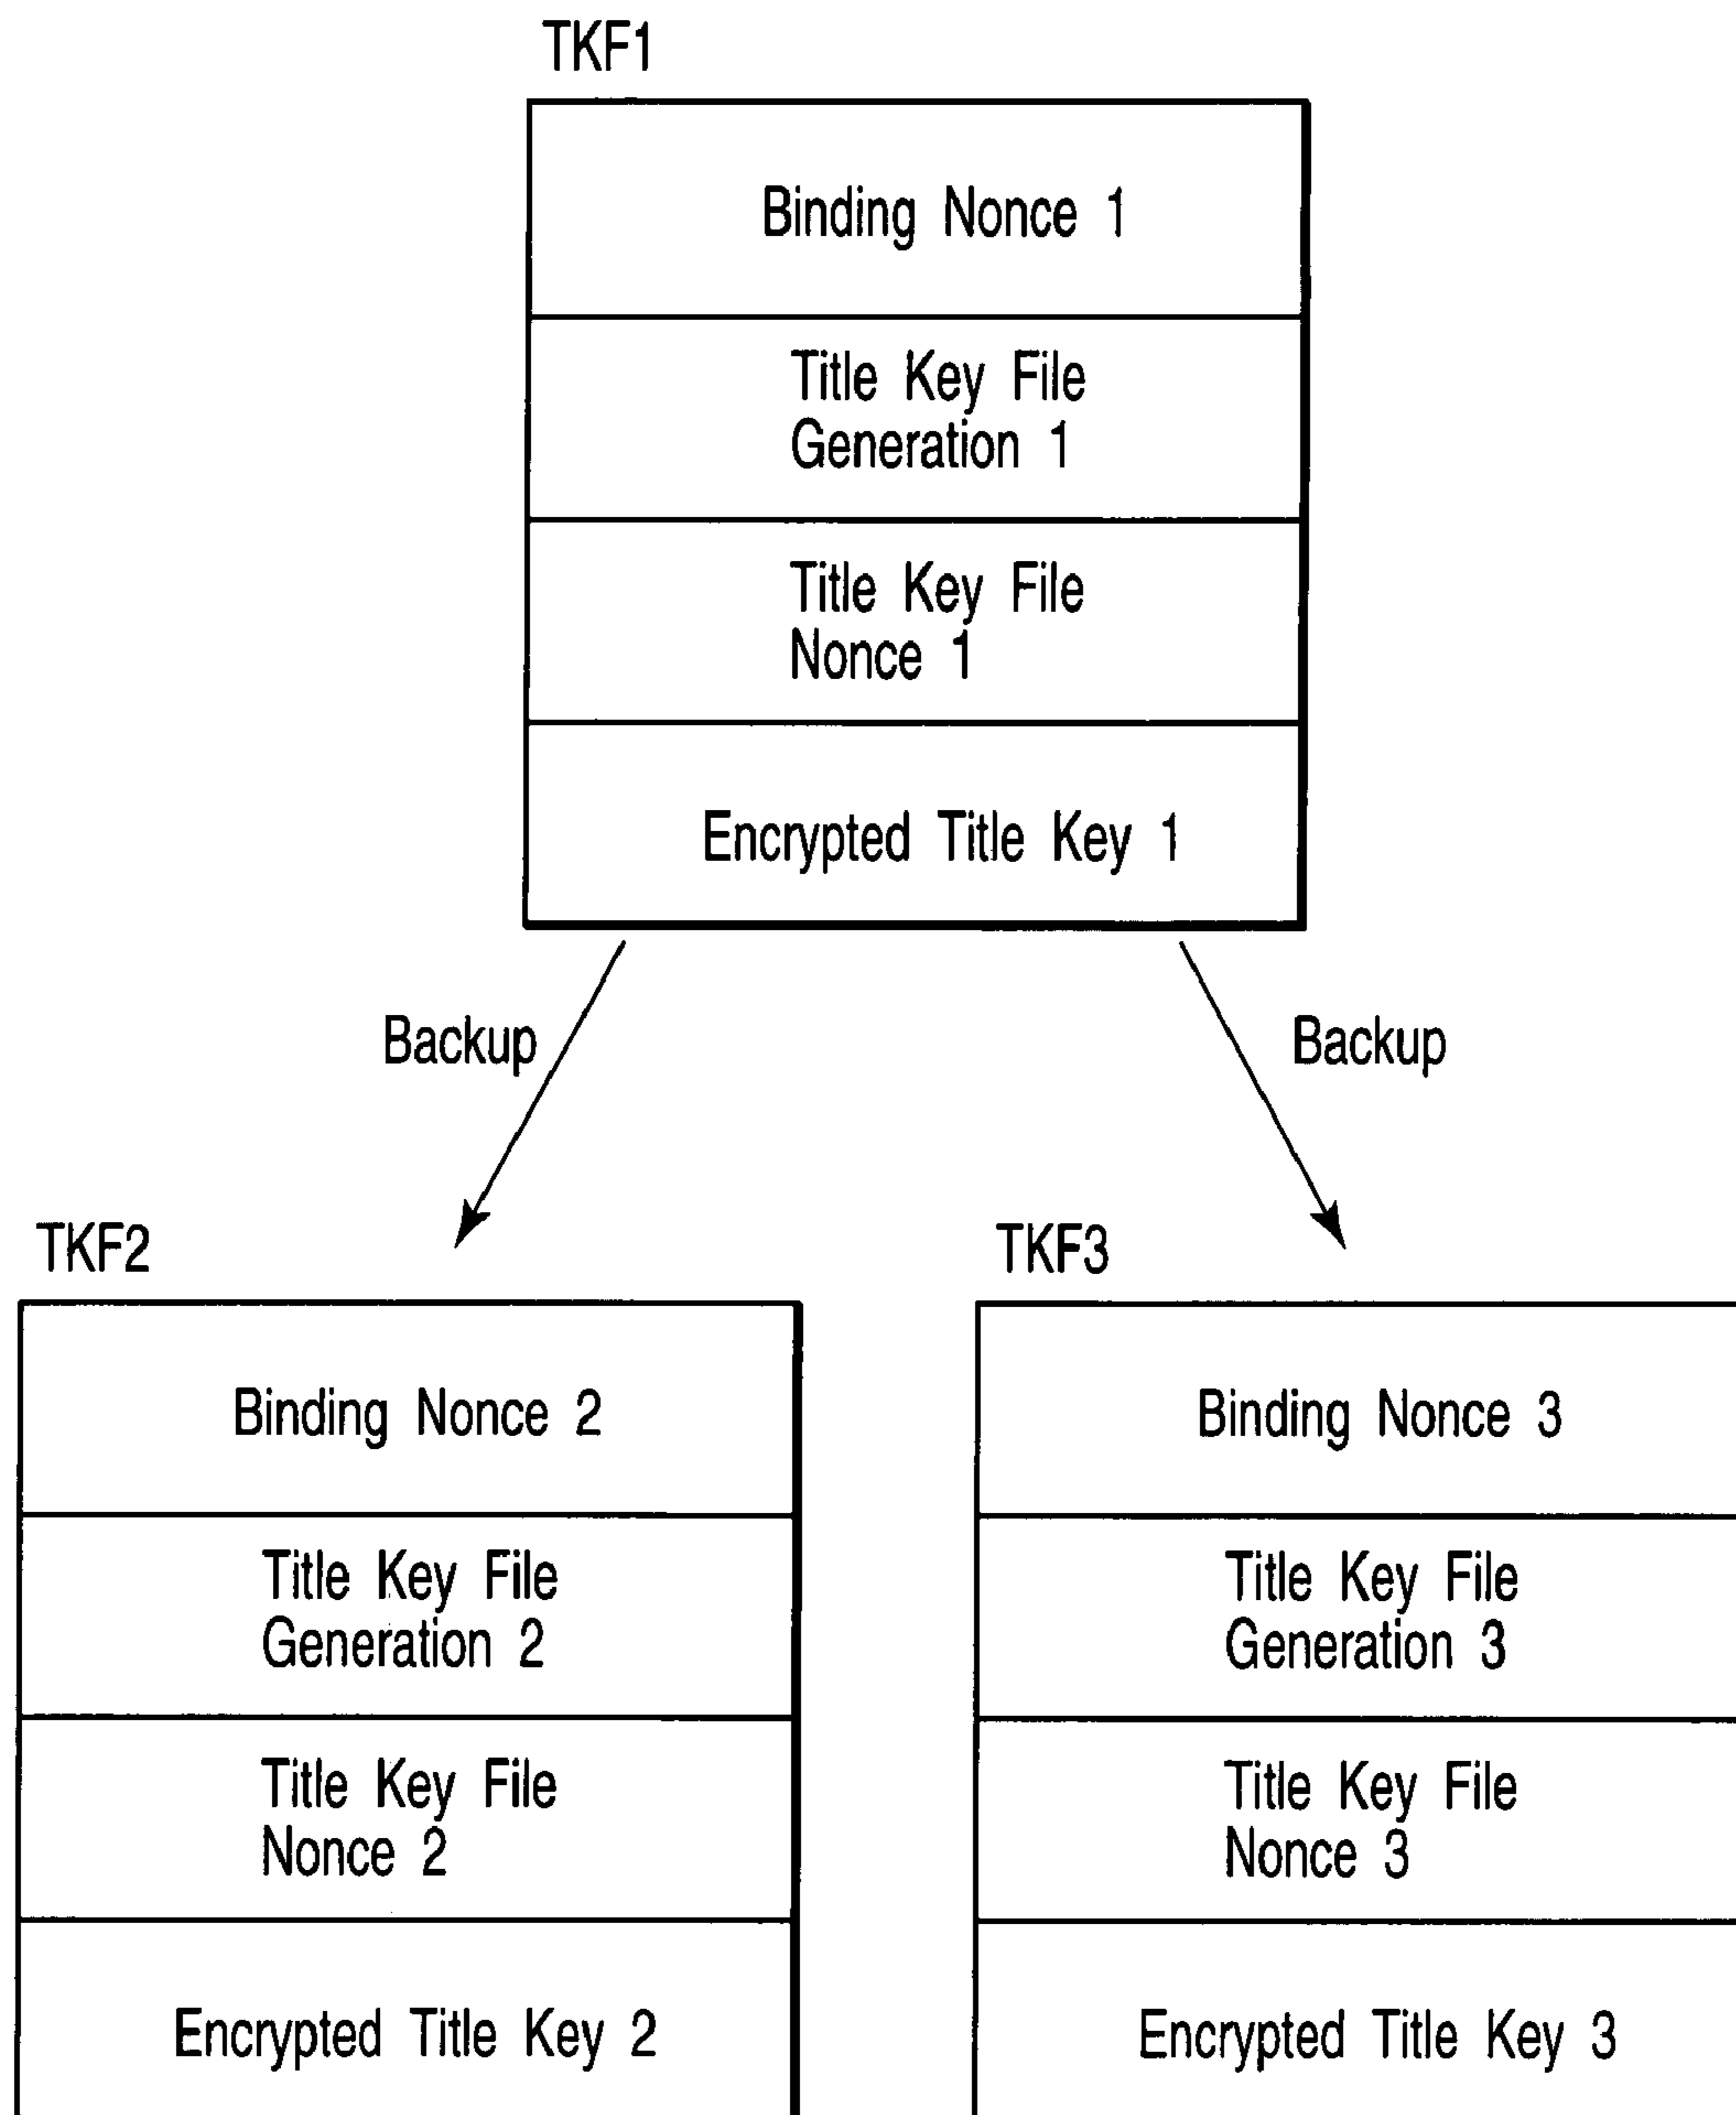 TKF1
Binding Nonce 1
Title Key File
Generation 1
Title Key File
Nonce 1
Encrypted Title Key 1
Backup
Backup
TKF2
Binding Nonce 2
Title Key File
Generation 2
Title Key File
Nonce 2
Encrypted Title Key 2
TKF3
Binding Nonce 3
Title Key File
Generation 3
Title Key File
Nonce 3
Encrypted Title Key 3